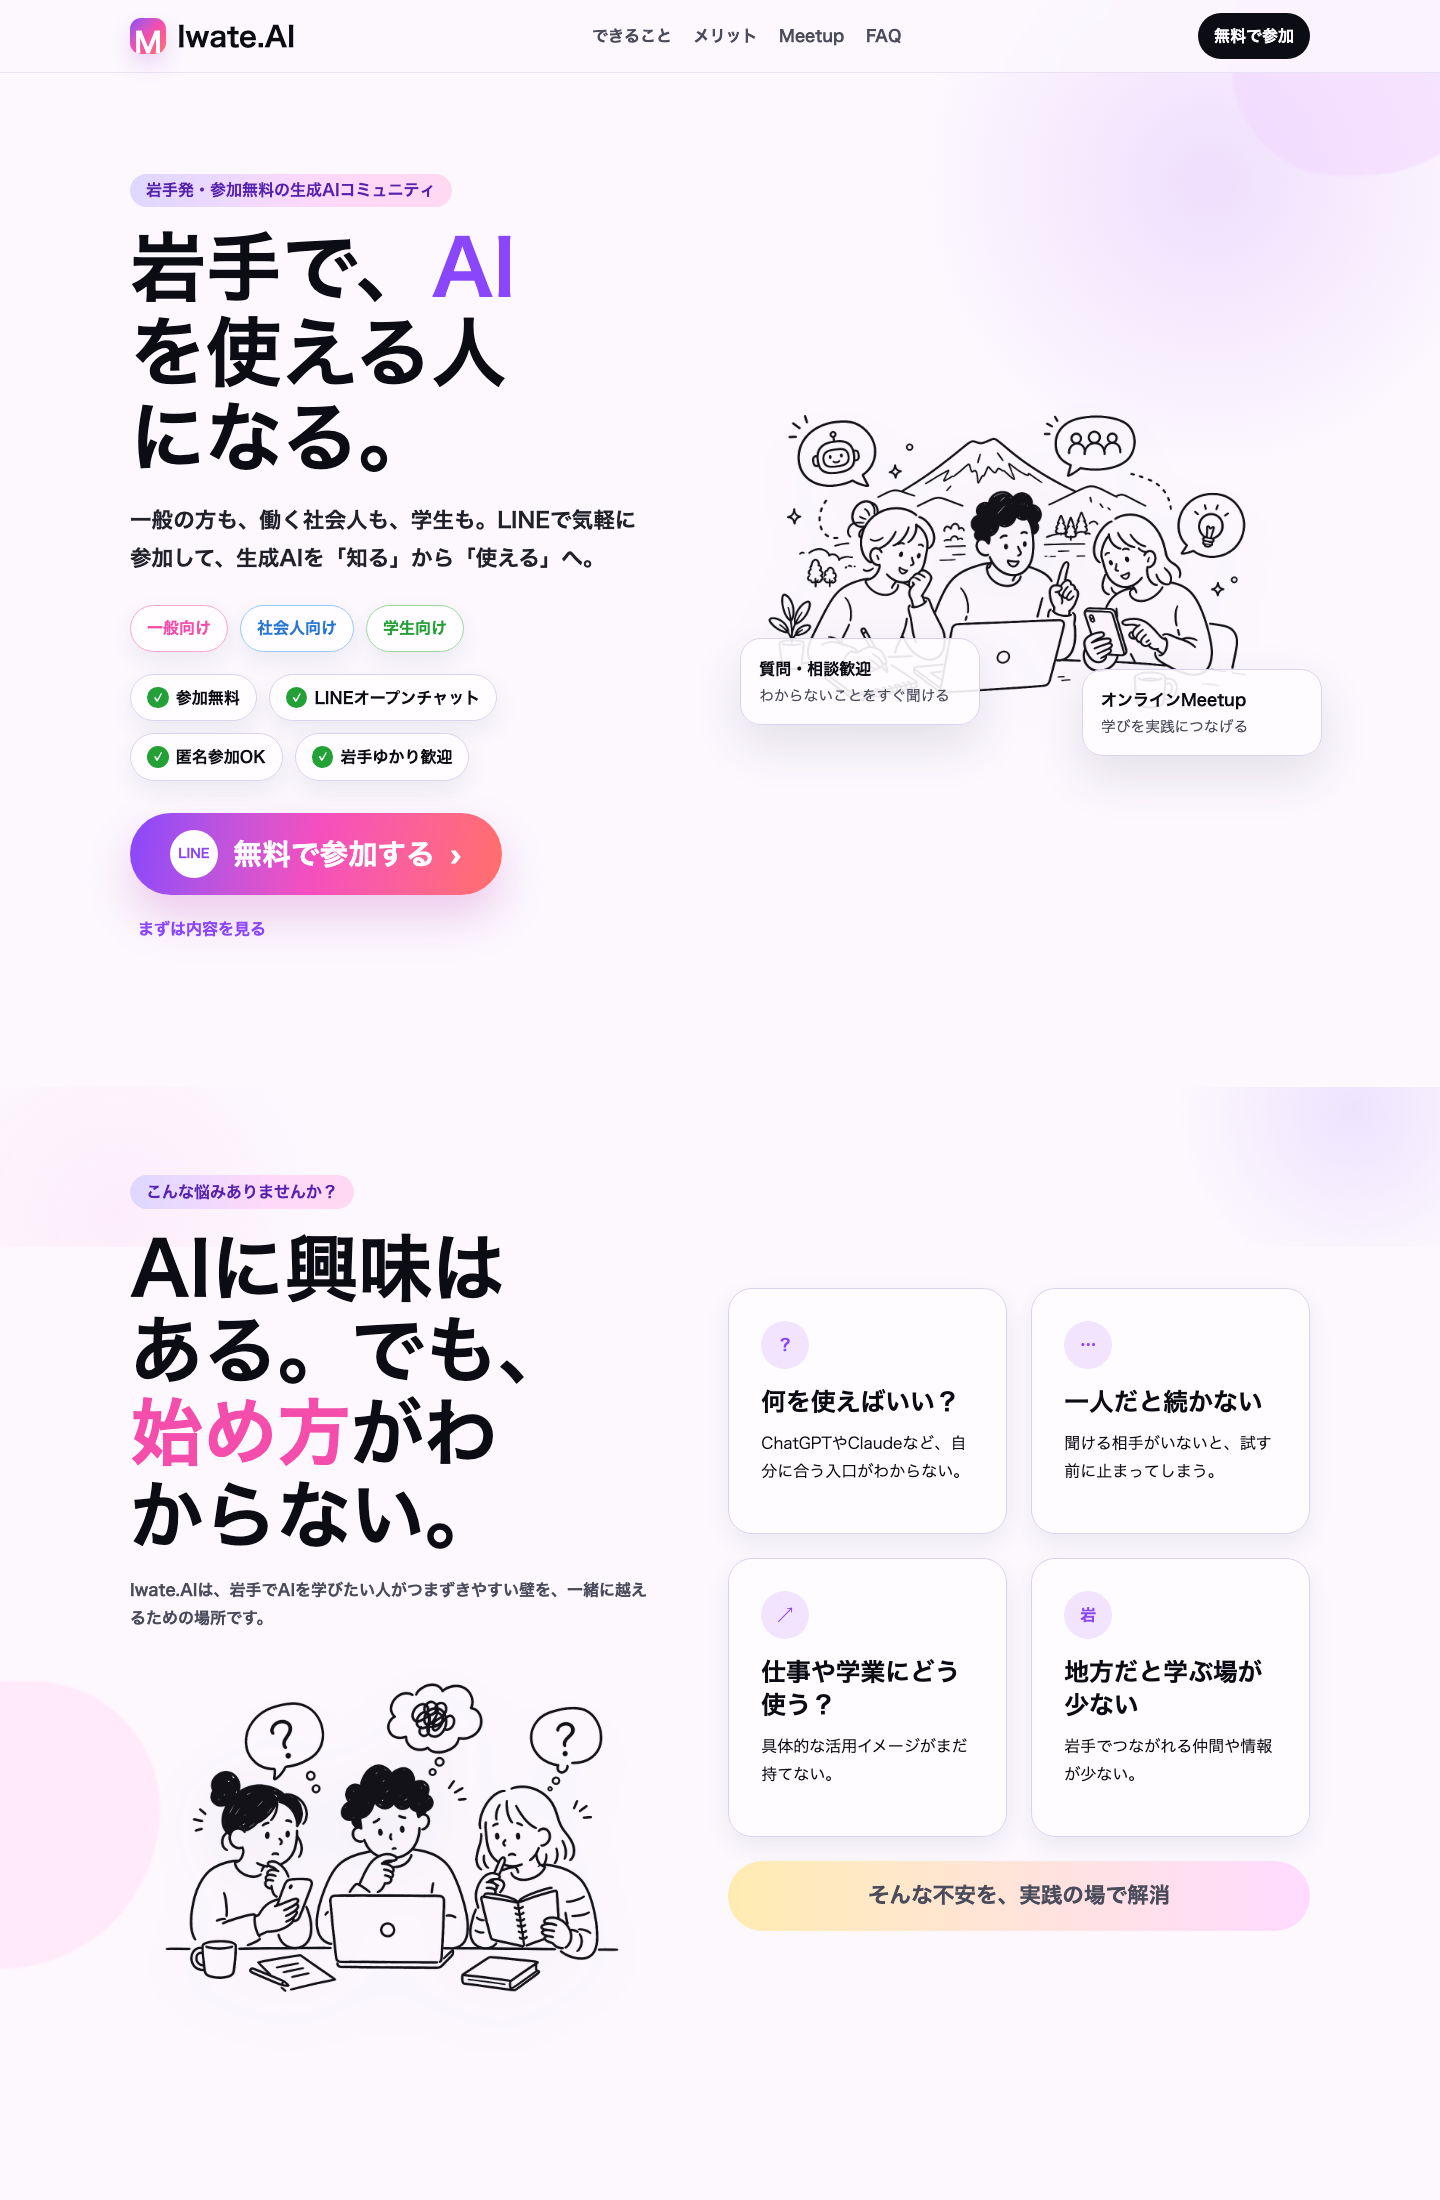 M Iwate.AI
できること メリット Meetup FAQ
無料で参加
岩手発・参加無料の生成AIコミュニティ
岩手で、AI
を使える人
になる。
一般の方も、働く社会人も、学生も。LINEで気軽に
参加して、生成AIを「知る」から「使える」へ。
一般向け 社会人向け 学生向け
✓ 参加無料 ✓ LINEオープンチャット
✓ 匿名参加OK ✓ 岩手ゆかり歓迎
LINE 無料で参加する ›
まずは内容を見る
質問・相談歓迎
わからないことをすぐ聞ける
オンラインMeetup
学びを実践につなげる
こんな悩みありませんか？
AIに興味は
ある。でも、
始め方がわ
からない。
Iwate.AIは、岩手でAIを学びたい人がつまずきやすい壁を、一緒に越え
るための場所です。
? ? 
?
何を使えばいい？
ChatGPTやClaudeなど、自
分に合う入口がわからない。
…
一人だと続かない
聞ける相手がいないと、試す
前に止まってしまう。
↗
仕事や学業にどう
使う？
具体的な活用イメージがまだ
持てない。
岩
地方だと学ぶ場が
少ない
岩手でつながれる仲間や情報
が少ない。
そんな不安を、実践の場で解消